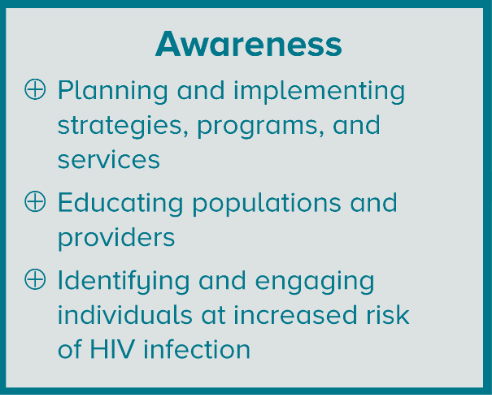 Awareness
⊕ Planning and implementing
strategies, programs, and
services
⊕ Educating populations and
providers
⊕ Identifying and engaging
individuals at increased risk
of HIV infection